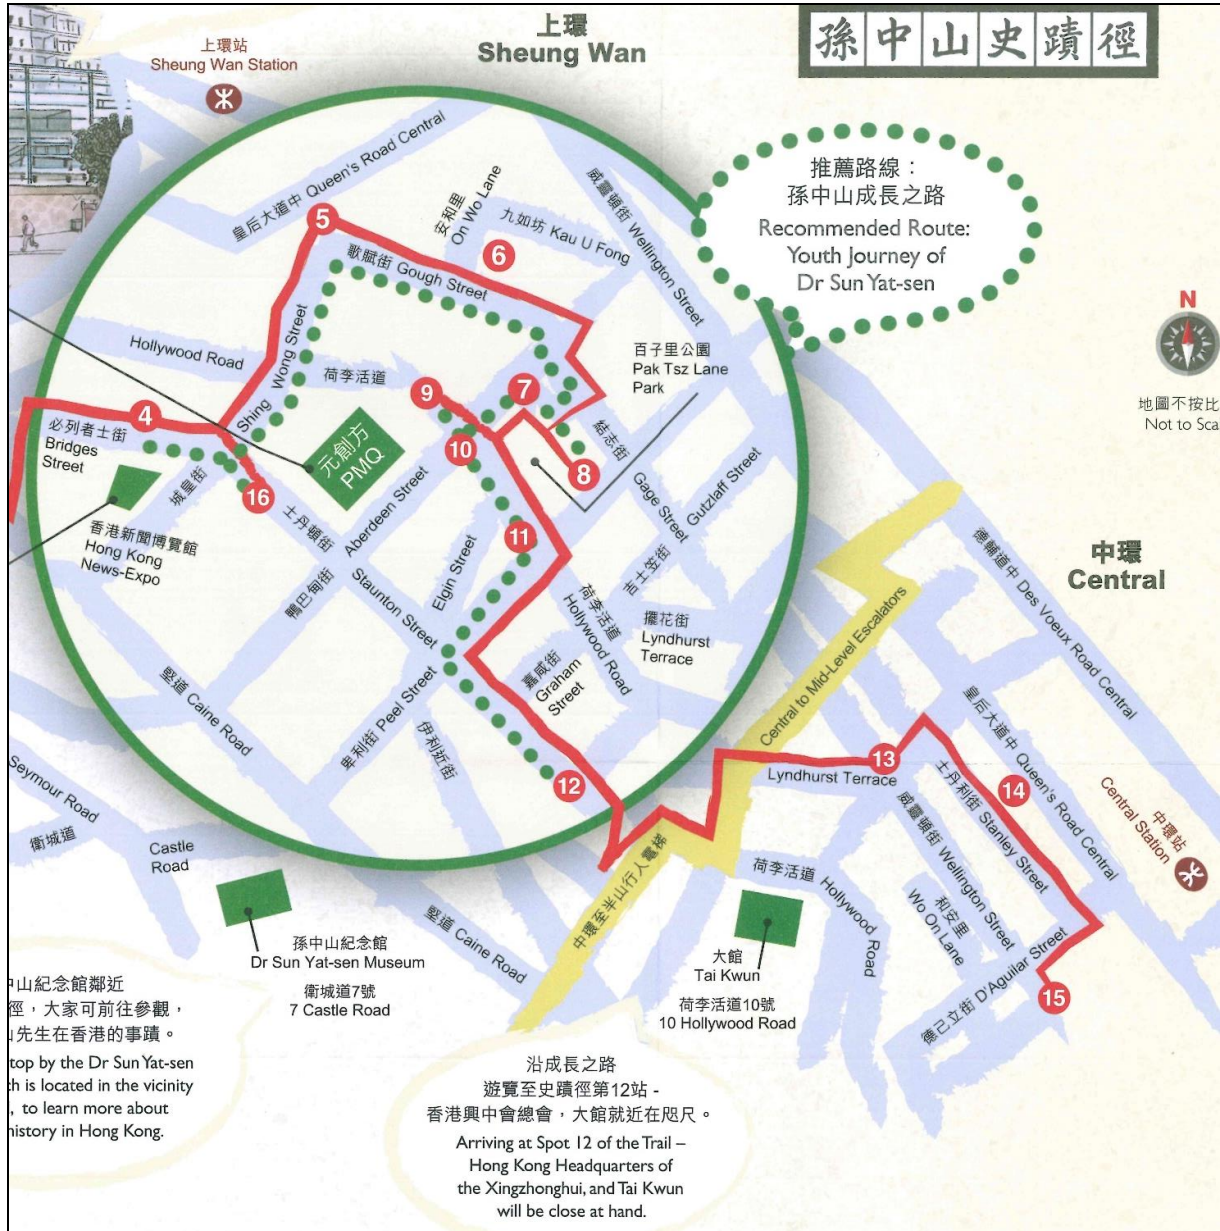 孫中山史蹟徑
上環
Sheung Wan
上環站
Sheung Wan Station
推薦路線：
孫中山成長之路
Recommended Route:
Youth Journey of
Dr Sun Yat-sen
N
地圖不按比
Not to Sca
皇后大道中 Queen's Road Central
安和里
On Wo Lane
九如坊 Kau U Fong
威靈頓街 Wellington Street
5
6
歌賦街 Gough Street
Hollywood Road
荷李活道
Shing Wong Street
百子里公園
Pak Tsz Lane
Park
4
9
7
必列者士街
Bridges
Street
元創方
PMQ
10
8
結志街
Gage Street
Gutzlaff Street
城皇街
16
士丹頓街
Staunton Street
Aberdeen Street
鴨巴甸街
11
香港新聞博覽館
Hong Kong
News-Expo
Elgin Street
吉士笠街
荷李活道
Hollywood Road
擺花街
Lyndhurst
Terrace
嘉咸街
Graham
Street
德輔道中 Des Voeux Road Central
中環
Central
Central to Mid-Level Escalators
堅道 Caine Road
卑利街 Peel Street
伊利近街
12
Lyndhurst Terrace
13
皇后大道中 Queen's Road Central
14
士丹利街 Stanley Street
威靈頓街 Wellington Street
中環站
Central Station
Seymour Road
衛城道
Castle
Road
荷李活道 Hollywood Road
和安里
Wo On Lane
中環至半山行人電梯
堅道 Caine Road
孫中山紀念館
Dr Sun Yat-sen Museum
衛城道7號
7 Castle Road
大館
Tai Kwun
荷李活道10號
10 Hollywood Road
德己立街 D'Aguilar Street
15
中山紀念館鄰近
徑，大家可前往參觀，
山先生在香港的事蹟。
top by the Dr Sun Yat-sen
ch is located in the vicinity
, to learn more about
history in Hong Kong.
沿成長之路
遊覽至史蹟徑第12站 -
香港興中會總會，大館就近在咫尺。
Arriving at Spot 12 of the Trail –
Hong Kong Headquarters of
the Xingzhonghui, and Tai Kwun
will be close at hand.